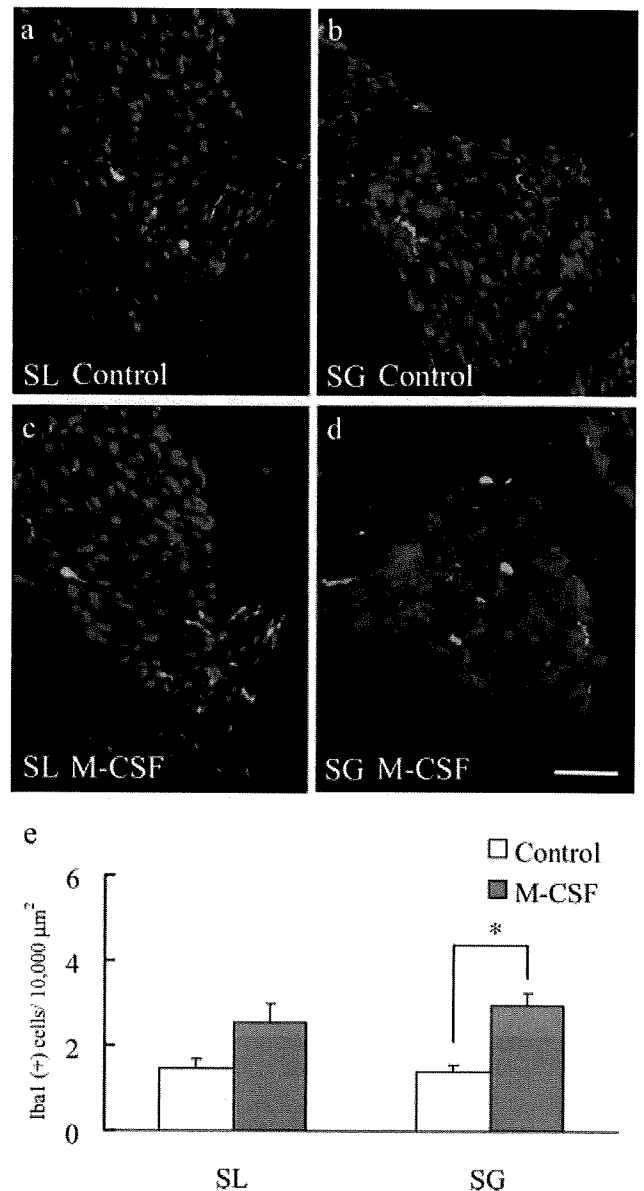 a
b
SL Control
SG Control
c
d
SL M-CSF
SG M-CSF
e
Control
M-CSF
6
4
2
0
*
Iba1 (+) cells/ 10,000 μm²
SL
SG